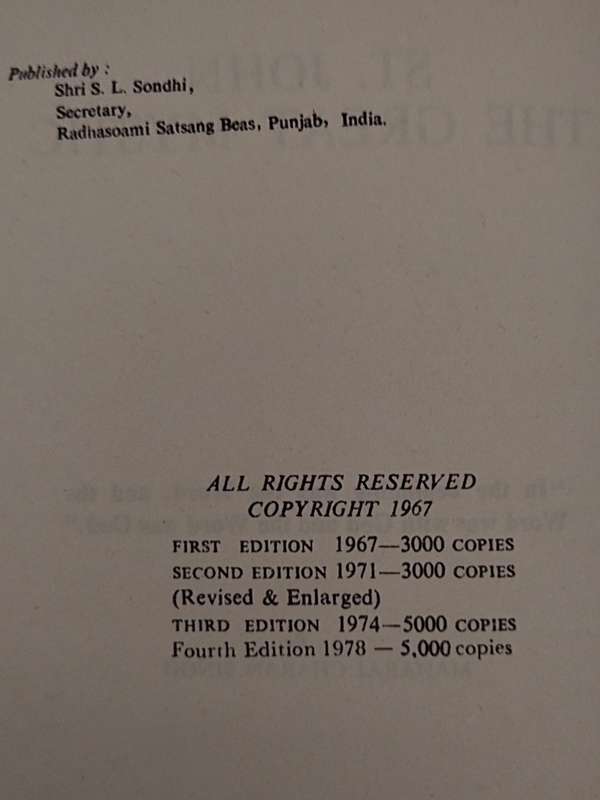 Published by :
Shri S. L. Sondhi,
Secretary,
Radhasoami Satsang Beas, Punjab, India.
ALL RIGHTS RESERVED
COPYRIGHT 1967
FIRST EDITION 1967—3000 COPIES
SECOND EDITION 1971—3000 COPIES
(Revised & Enlarged)
THIRD EDITION 1974—5000 COPIES
Fourth Edition 1978 — 5,000 copies